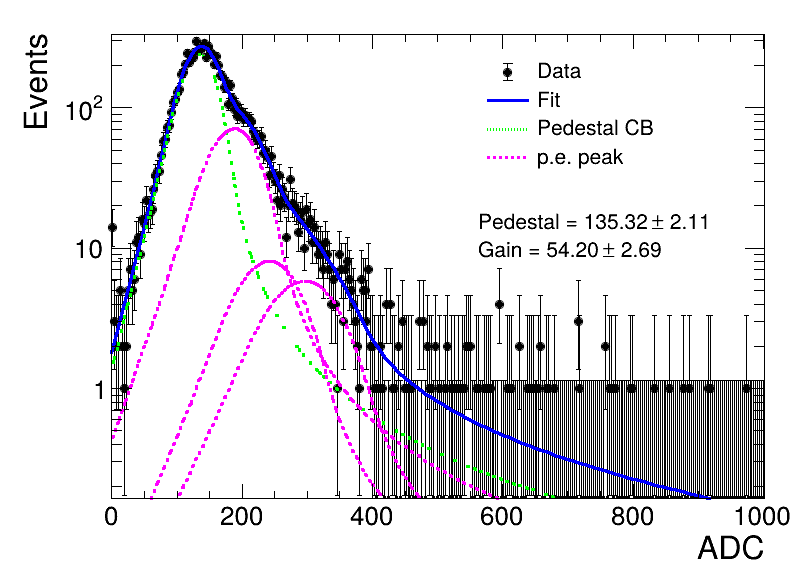 Events
Data
Fit
Pedestal CB
p.e. peak
Pedestal = 135.32 ± 2.11
Gain = 54.20 ± 2.69
10²
10
1
0 200 400 600 800 1000
ADC